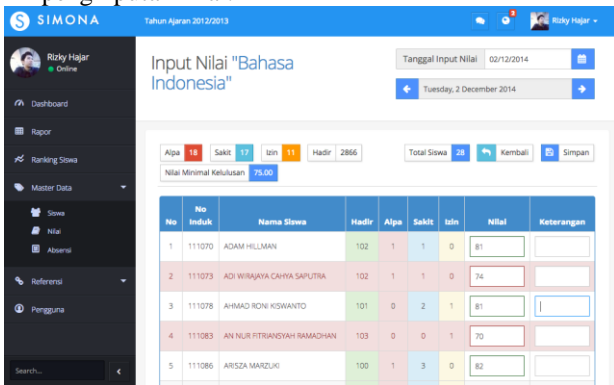 SIMONA Tahun Ajaran 2012/2013 3 Rizky Hajar
Rizky Hajar
Online
Dashboard
Rapor
Ranking Siswa
Master Data
Siswa
Nilai
Absensi
Referensi
Pengguna
Search...
Input Nilai "Bahasa
Indonesia"
Tanggal Input Nilai 02/12/2014
Tuesday, 2 December 2014
Alpa 18 Sakit 17 Izin 11 Hadir 2866 Total Siswa 28 Kembali Simpan
Nilai Minimal Kelulusan 75.00
No No Induk Nama Siswa Hadir Alpa Sakit Izin Nilai Keterangan
1 111070 ADAM HILLMAN 102 1 1 0 81
2 111073 ADI WIRAJAYA CAHYA SAPUTRA 102 1 1 0 74
3 111078 AHMAD RONI KISWANTO 101 0 2 1 81
4 111083 AN NUR FITRIANSYAH RAMADHAN 103 0 0 1 70
5 111086 ARISZA MARZUKI 100 1 3 0 82